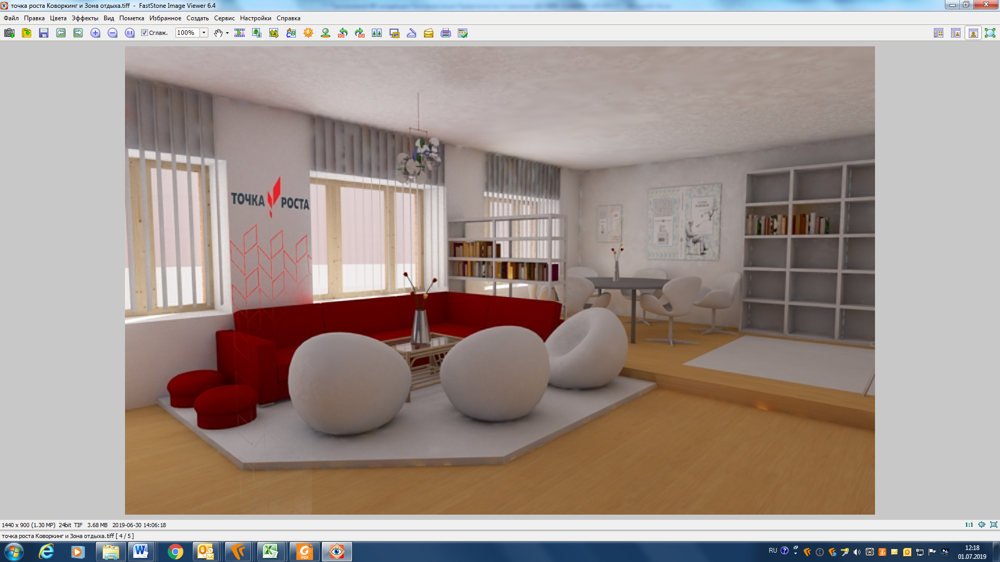 точка роста Коворкинг и Зона отдыха.tiff - FastStone Image Viewer 6.4
Файл Правка Цвета Эффекты Вид Пометка Избранное Создать Сервис Настройки Справка
Сглаж. 100%
ТОЧКА РОСТА
1440 x 900 (1.30 MP) 24bit TIF 3.68 MB 2019-06-30 14:06:18
1:1
точка роста Коворкинг и Зона отдыха.tiff [ 4 / 5 ]
RU
12:18
01.07.2019